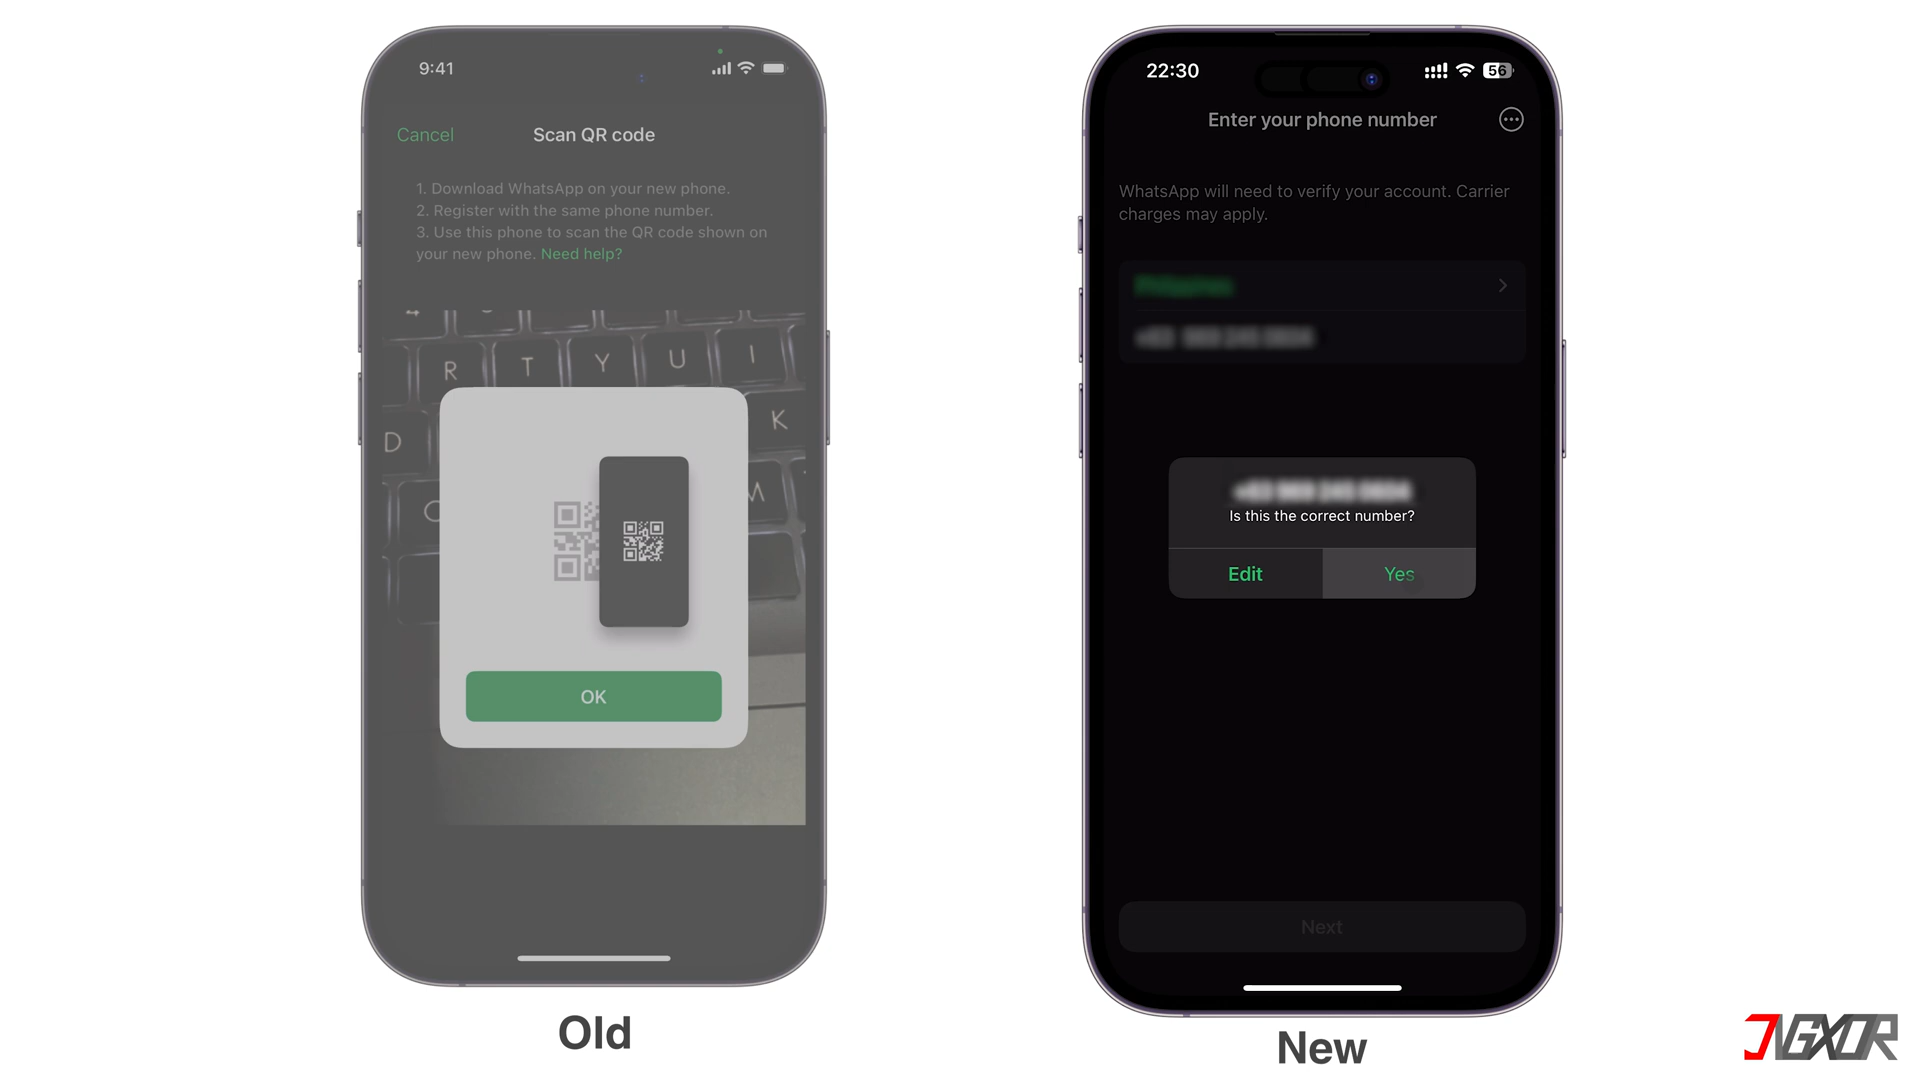 9:41
Cancel
Scan QR code
1. Download WhatsApp on your new phone.
2. Register with the same phone number.
3. Use this phone to scan the QR code shown on
your new phone. Need help?
R T Y U I
D
K
M
OK
Old
22:30
56
Enter your phone number
WhatsApp will need to verify your account. Carrier
charges may apply.
Is this the correct number?
Edit
Yes
Next
New
JNGXOR